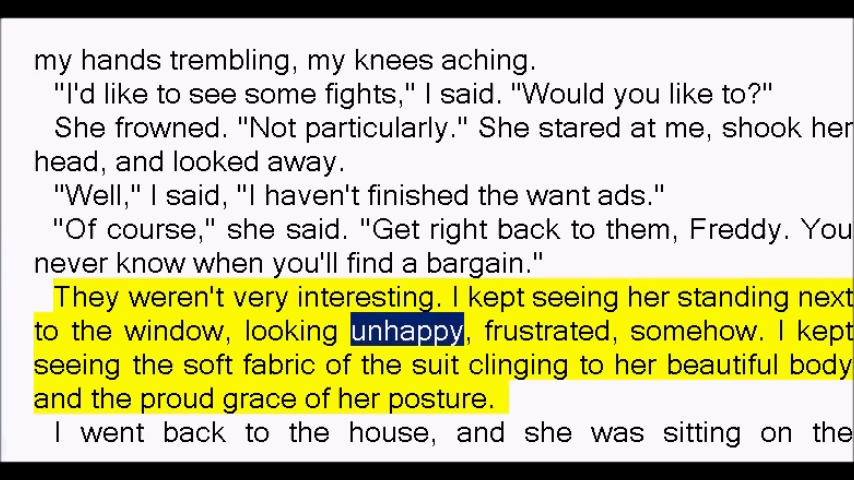 my hands trembling, my knees aching.
"I'd like to see some fights," I said. "Would you like to?"
She frowned. "Not particularly." She stared at me, shook her
head, and looked away.
"Well," I said, "I haven't finished the want ads."
"Of course," she said. "Get right back to them, Freddy. You
never know when you'll find a bargain."
They weren't very interesting. I kept seeing her standing next
to the window, looking unhappy, frustrated, somehow. I kept
seeing the soft fabric of the suit clinging to her beautiful body
and the proud grace of her posture.
I went back to the house, and she was sitting on the